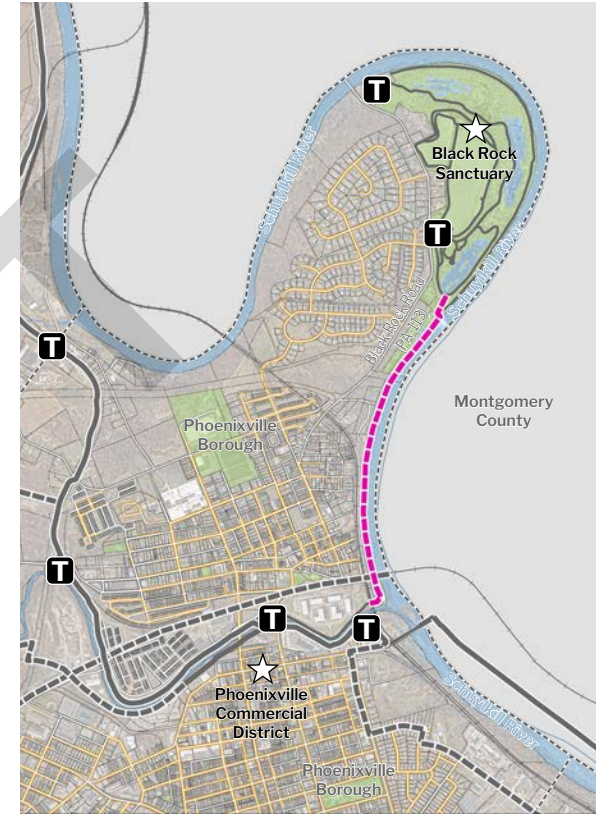 T
Black Rock
Sanctuary
Schuylkill River
T
Schuylkill River
Black Rock Road
(PA-113)
T
Montgomery
County
Phoenixville
Borough
T
T
T
Phoenixville
Commercial
District
Schuylkill River
Phoenixville
Borough